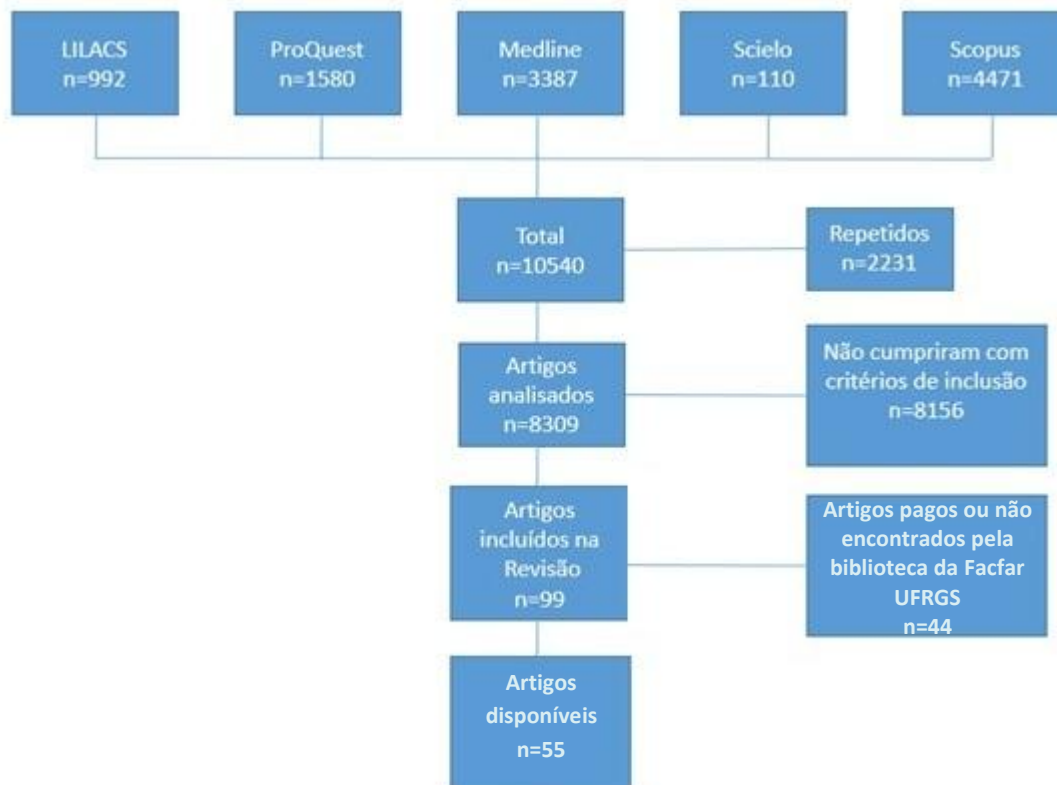 LILACS
n=992
ProQuest
n=1580
Medline
n=3387
Scielo
n=110
Scopus
n=4471
Total
n=10540
Repetidos
n=2231
Artigos
analisados
n=8309
Não cumpriram com
critérios de inclusão
n=8156
Artigos
incluídos na
Revisão
n=99
Artigos pagos ou não
encontrados pela
biblioteca da Facfar
UFRGS
n=44
Artigos
disponíveis
n=55